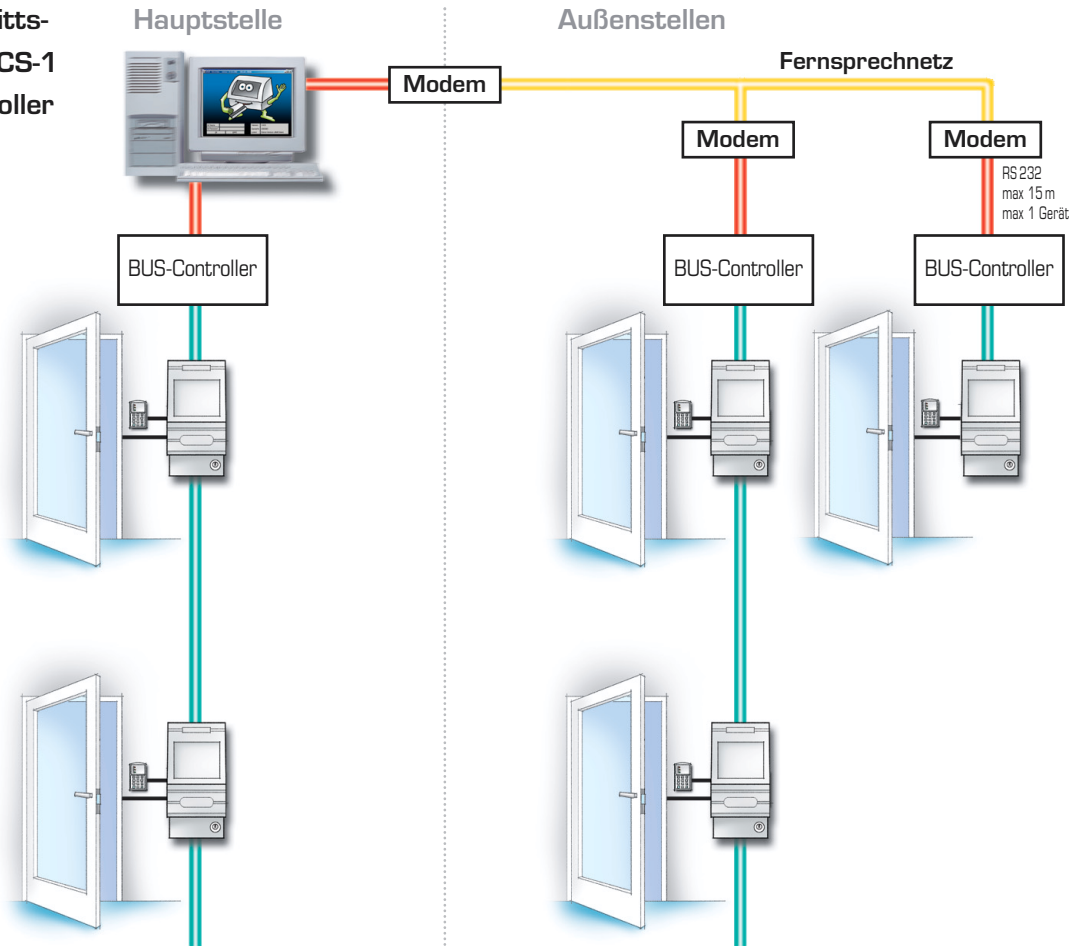 itts-
CS-1
oller
Hauptstelle
Außenstellen
Fernsprechnetz
Modem
Modem
Modem
RS 232
max 15 m
max 1 Gerät
BUS-Controller
BUS-Controller
BUS-Controller